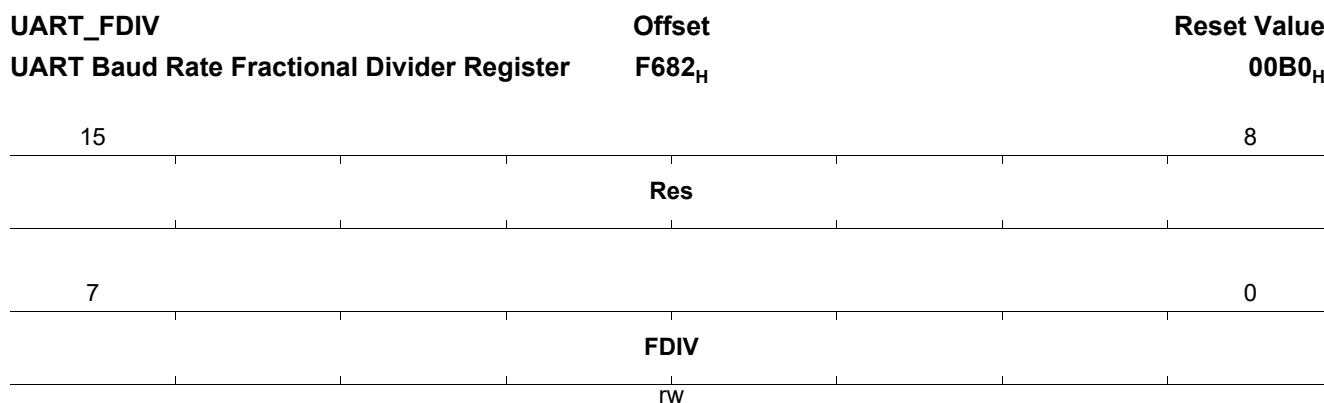 UART_FDIV Offset Reset Value
UART Baud Rate Fractional Divider Register F682H 00B0H
15 8
Res
7 0
FDIV
rw